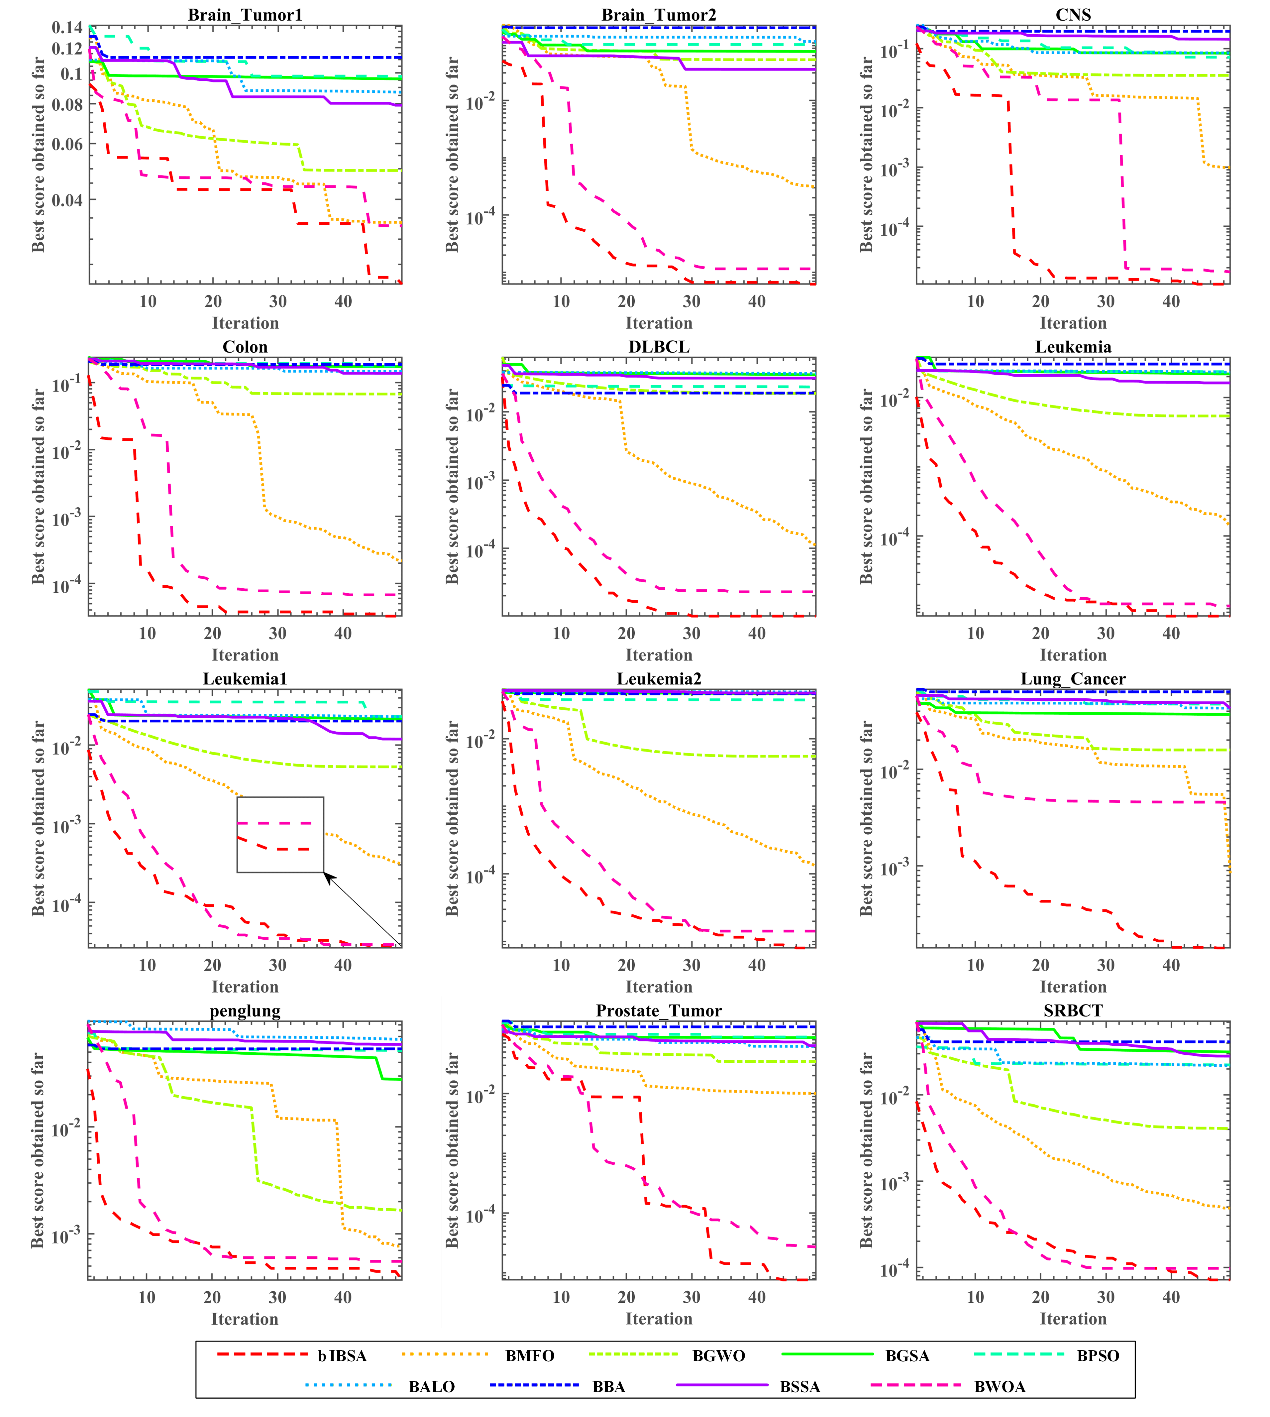 Brain_Tumor1 Brain_Tumor2 CNS
Best score obtained so far Best score obtained so far Best score obtained so far
0.14
0.12
0.1
0.08
0.06
0.04
10 20 30 40
Iteration
10^-2
10^-4
10 20 30 40
Iteration
10^-1
10^-2
10^-3
10^-4
10 20 30 40
Iteration
Colon DLBCL Leukemia
Best score obtained so far Best score obtained so far Best score obtained so far
10^-1
10^-2
10^-3
10^-4
10 20 30 40
Iteration
10^-2
10^-3
10^-4
10 20 30 40
Iteration
10^-2
10^-4
10 20 30 40
Iteration
Leukemia1 Leukemia2 Lung_Cancer
Best score obtained so far Best score obtained so far Best score obtained so far
10^-2
10^-3
10^-4
10 20 30 40
Iteration
10^-2
10^-4
10 20 30 40
Iteration
10^-2
10^-3
10 20 30 40
Iteration
penglung Prostate_Tumor SRBCT
Best score obtained so far Best score obtained so far Best score obtained so far
10^-2
10^-3
10 20 30 40
Iteration
10^-2
10^-4
10 20 30 40
Iteration
10^-2
10^-3
10^-4
10 20 30 40
Iteration
bIBSA BMFO BGWO BGSA BPSO
BALO BBA BSSA BWOA